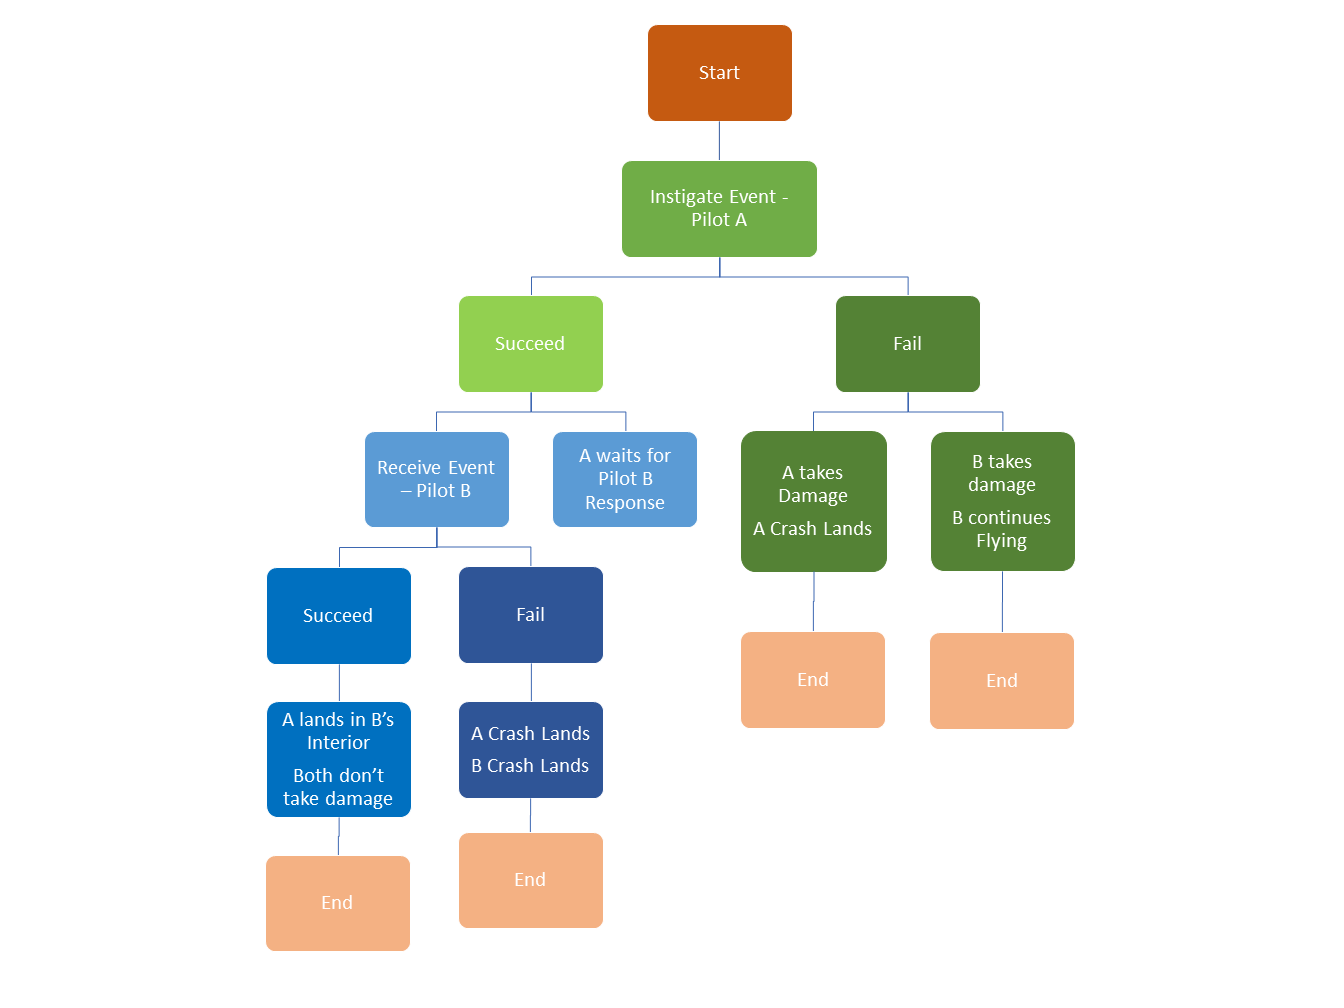 Start
Instigate Event -
Pilot A
Succeed
Fail
Receive Event
– Pilot B
A waits for
Pilot B
Response
A takes
Damage
A Crash Lands
B takes
damage
B continues
Flying
Succeed
Fail
End
End
A lands in B’s
Interior
Both don’t
take damage
A Crash Lands
B Crash Lands
End
End